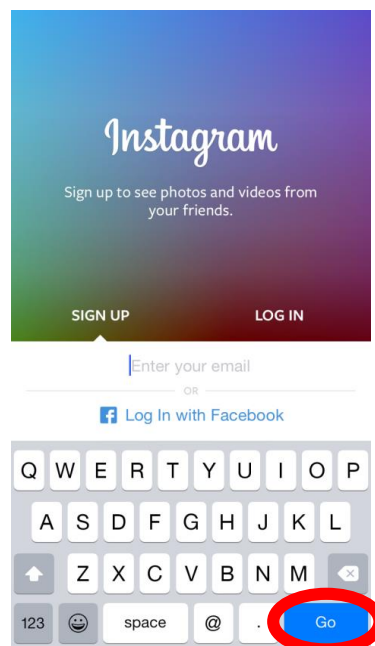 Instagram
Sign up to see photos and videos from
your friends.
SIGN UP LOG IN
Enter your email
OR
f Log In with Facebook
Q W E R T Y U I O P
A S D F G H J K L
Z X C V B N M
123 space @ . Go